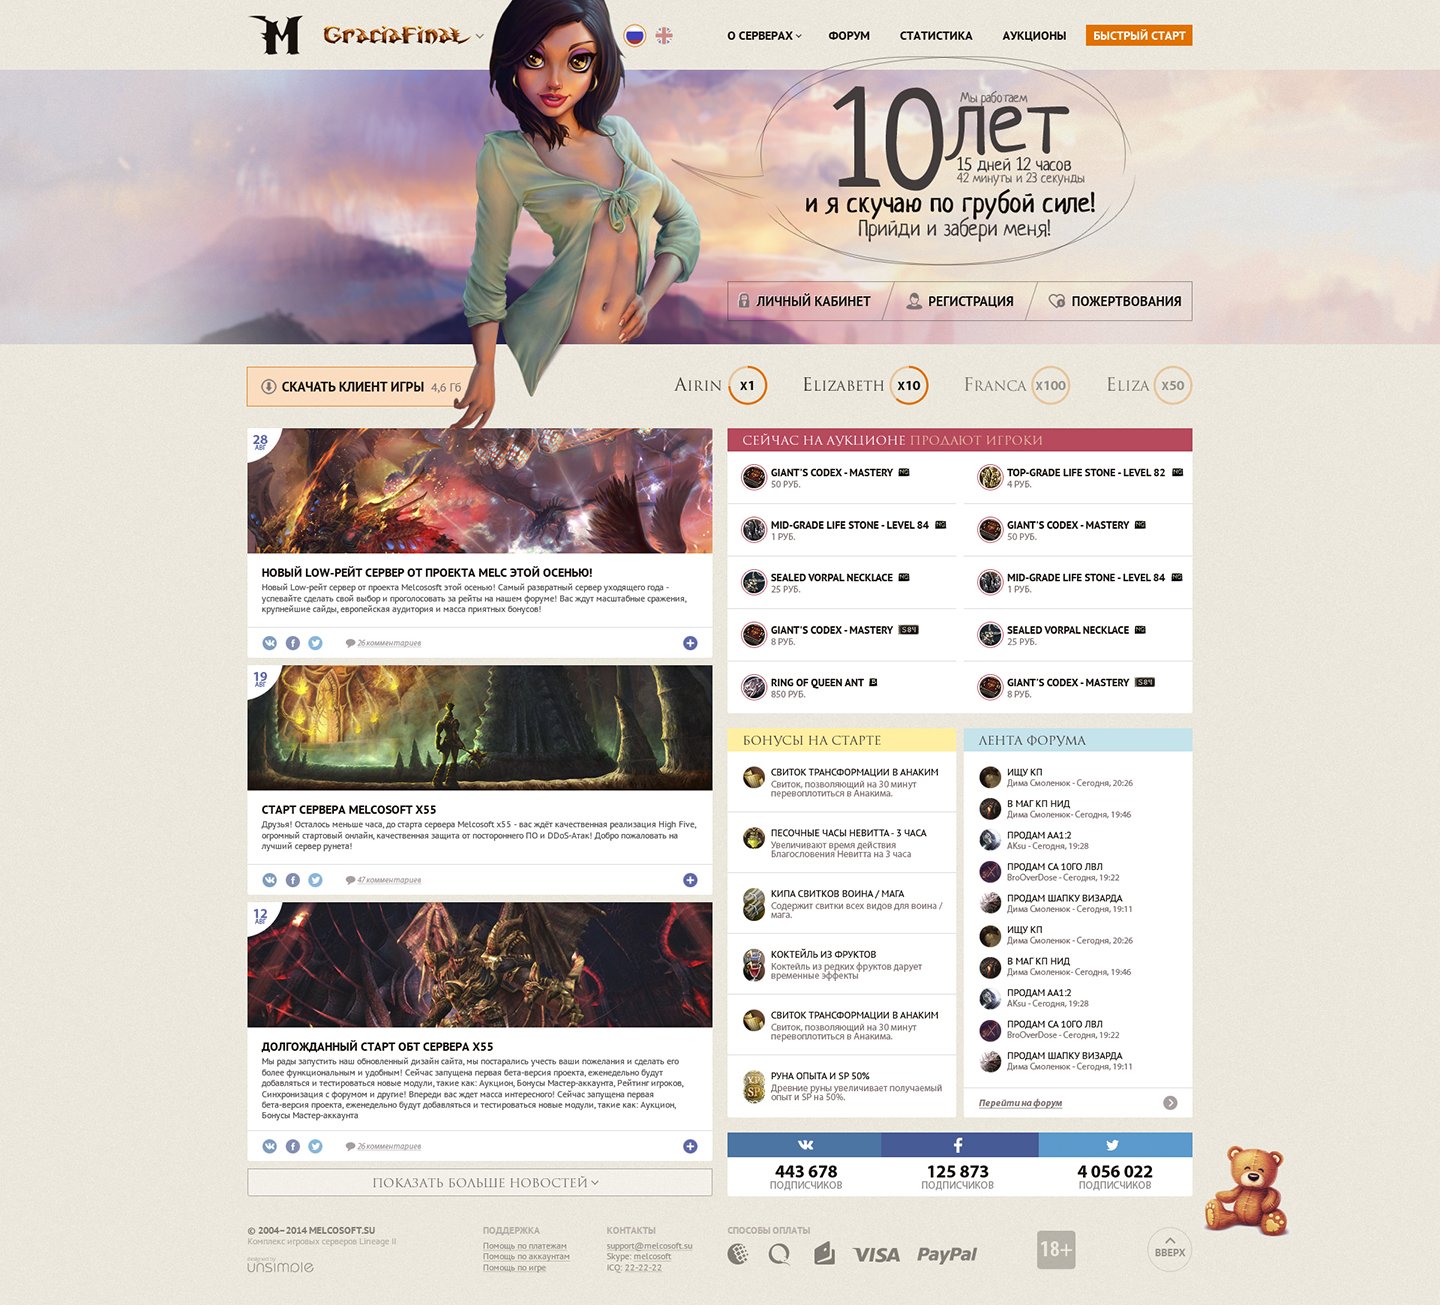 M GraciaFinal
О СЕРВЕРАХ ФОРУМ СТАТИСТИКА АУКЦИОНЫ БЫСТРЫЙ СТАРТ
Мы работаем
10 лет
15 дней 12 часов
42 минуты и 23 секунды
и я скучаю по грубой силе!
Прийди и забери меня!
ЛИЧНЫЙ КАБИНЕТ РЕГИСТРАЦИЯ ПОЖЕРТВОВАНИЯ
СКАЧАТЬ КЛИЕНТ ИГРЫ 4,6 Гб
AIRIN x1 ELIZABETH x10 FRANCA x100 ELIZA x50
28
АВГ
НОВЫЙ LOW-РЕЙТ СЕРВЕР ОТ ПРОЕКТА MELC ЭТОЙ ОСЕНЬЮ!
Новый Low-рейт сервер от проекта Melcososft этой осенью! Самый развратный сервер уходящего года -
успевайте сделать свой выбор и проголосовать за рейты на нашем форуме! Вас ждут масштабные сражения,
крупнейшие сайды, европейская аудитория и масса приятных бонусов!
26 комментариев
19
АВГ
СТАРТ СЕРВЕРА MELCOSOFT X55
Друзья! Осталось меньше часа, до старта сервера Melcosoft x55 - вас ждёт качественная реализация High Five,
огромный стартовый онлайн, качественная защита от постороннего ПО и DDoS-Атак! Добро пожаловать на
лучший сервер рунета!
47 комментариев
12
АВГ
ДОЛГОЖДАННЫЙ СТАРТ ОБТ СЕРВЕРА X55
Мы рады запустить наш обновленный дизайн сайта, мы постарались учесть ваши пожелания и сделать его
более функциональным и удобным! Сейчас запущена первая бета-версия проекта, еженедельно будут
добавляться и тестироваться новые модули, такие как: Аукцион, Бонусы Мастер-аккаунта, Рейтинг игроков,
Синхронизация с форумом и другие! Впереди вас ждет масса интересного! Сейчас запущена первая
бета-версия проекта, еженедельно будут добавляться и тестироваться новые модули, такие как: Аукцион,
Бонусы Мастер-аккаунта
26 комментариев
ПОКАЗАТЬ БОЛЬШЕ НОВОСТЕЙ
СЕЙЧАС НА АУКЦИОНЕ ПРОДАЮТ ИГРОКИ
GIANT'S CODEX - MASTERY NG
50 РУБ.
TOP-GRADE LIFE STONE - LEVEL 82 NG
4 РУБ.
MID-GRADE LIFE STONE - LEVEL 84 NG
1 РУБ.
GIANT'S CODEX - MASTERY NG
50 РУБ.
SEALED VORPAL NECKLACE NG
25 РУБ.
MID-GRADE LIFE STONE - LEVEL 84 NG
1 РУБ.
GIANT'S CODEX - MASTERY S84
8 РУБ.
SEALED VORPAL NECKLACE NG
25 РУБ.
RING OF QUEEN ANT B
850 РУБ.
GIANT'S CODEX - MASTERY S84
8 РУБ.
БОНУСЫ НА СТАРТЕ
СВИТОК ТРАНСФОРМАЦИИ В АНАКИМ
Свиток, позволяющий на 30 минут
перевоплотиться в Анакима.
ПЕСОЧНЫЕ ЧАСЫ НЕВИТТА - 3 ЧАСА
Увеличивают время действия
Благословения Невитта на 3 часа
КИПА СВИТКОВ ВОИНА / МАГА
Содержит свитки всех видов для воина /
мага.
КОКТЕЙЛЬ ИЗ ФРУКТОВ
Коктейль из редких фруктов дарует
временные эффекты
СВИТОК ТРАНСФОРМАЦИИ В АНАКИМ
Свиток, позволяющий на 30 минут
перевоплотиться в Анакима.
XP
SP
РУНА ОПЫТА И SP 50%
Древние руны увеличивает получаемый
опыт и SP на 50%.
ЛЕНТА ФОРУМА
ИЩУ КП
Дима Смоленюк - Сегодня, 20:26
В МАГ КП НИД
Дима Смоленюк- Сегодня, 19:46
ПРОДАМ АА1:2
AKsu - Сегодня, 19:28
ПРОДАМ СА 10ГО ЛВЛ
BroOverDose - Сегодня, 19:22
ПРОДАМ ШАПКУ ВИЗАРДА
Дима Смоленюк - Сегодня, 19:11
ИЩУ КП
Дима Смоленюк - Сегодня, 20:26
В МАГ КП НИД
Дима Смоленюк- Сегодня, 19:46
ПРОДАМ АА1:2
AKsu - Сегодня, 19:28
ПРОДАМ СА 10ГО ЛВЛ
BroOverDose - Сегодня, 19:22
ПРОДАМ ШАПКУ ВИЗАРДА
Дима Смоленюк - Сегодня, 19:11
Перейти на форум
443 678 125 873 4 056 022
ПОДПИСЧИКОВ ПОДПИСЧИКОВ ПОДПИСЧИКОВ
© 2004–2014 MELCOSOFT.SU
Комплекс игровых серверов Lineage II
designed by
unsimple
ПОДДЕРЖКА
Помощь по платежам
Помощь по аккаунтам
Помощь по игре
КОНТАКТЫ
support@melcosoft.su
Skype: melcosoft
ICQ: 22-22-22
СПОСОБЫ ОПЛАТЫ
VISA PayPal
18+
ВВЕРХ